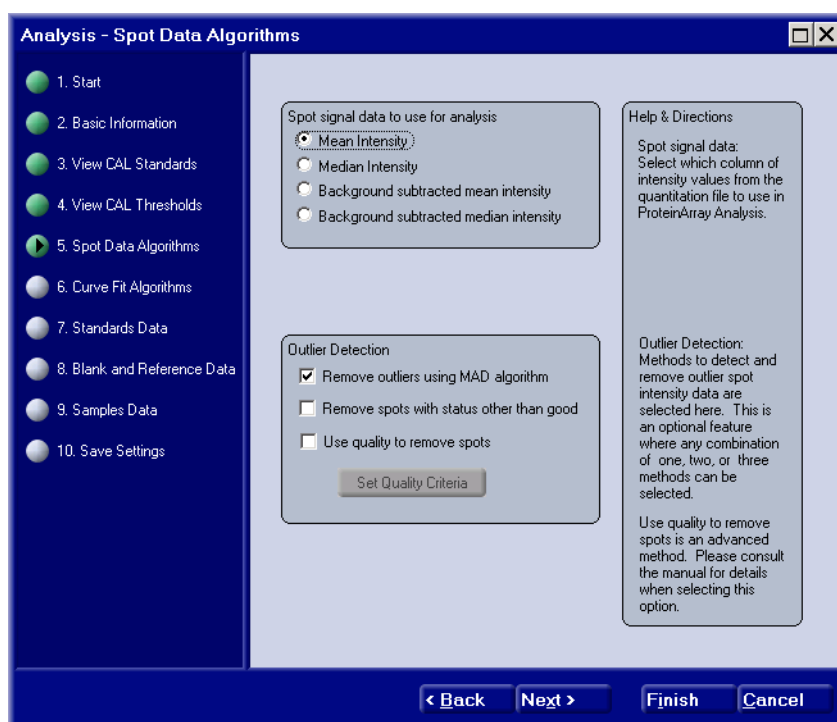 Analysis - Spot Data Algorithms
1. Start
2. Basic Information
3. View CAL Standards
4. View CAL Thresholds
5. Spot Data Algorithms
6. Curve Fit Algorithms
7. Standards Data
8. Blank and Reference Data
9. Samples Data
10. Save Settings
Spot signal data to use for analysis
Mean Intensity
Median Intensity
Background subtracted mean intensity
Background subtracted median intensity
Outlier Detection
Remove outliers using MAD algorithm
Remove spots with status other than good
Use quality to remove spots
Set Quality Criteria
Help & Directions
Spot signal data:
Select which column of
intensity values from the
quantitation file to use in
ProteinArray Analysis.
Outlier Detection:
Methods to detect and
remove outlier spot
intensity data are
selected here. This is
an optional feature
where any combination
of one, two, or three
methods can be
selected.
Use quality to remove
spots is an advanced
method. Please consult
the manual for details
when selecting this
option.
< Back
Next >
Finish
Cancel